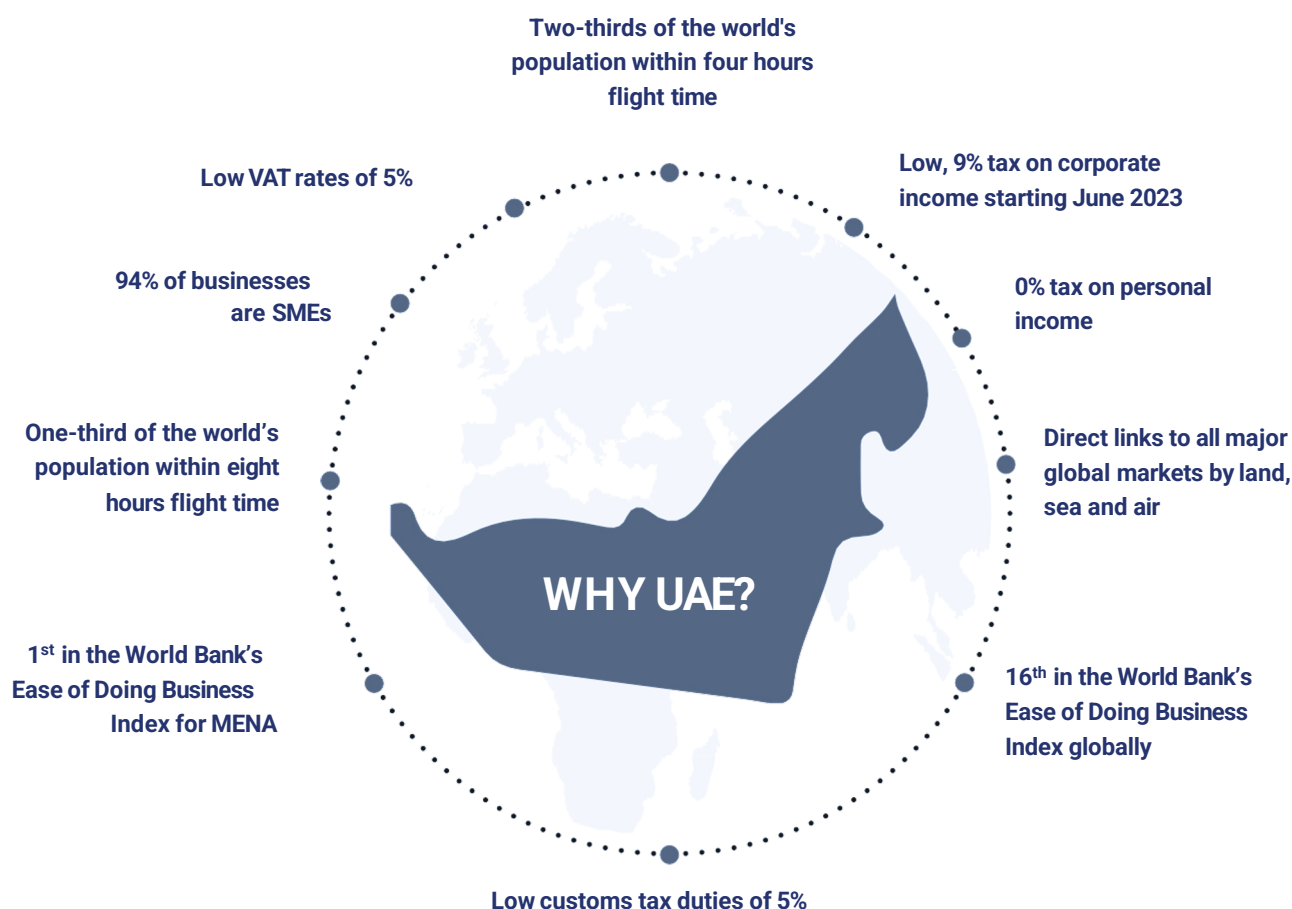 Two-thirds of the world's
population within four hours
flight time
Low VAT rates of 5%
Low, 9% tax on corporate
income starting June 2023
94% of businesses
are SMEs
0% tax on personal
income
One-third of the world’s
population within eight
hours flight time
Direct links to all major
global markets by land,
sea and air
WHY UAE?
1st in the World Bank’s
Ease of Doing Business
Index for MENA
16th in the World Bank’s
Ease of Doing Business
Index globally
Low customs tax duties of 5%